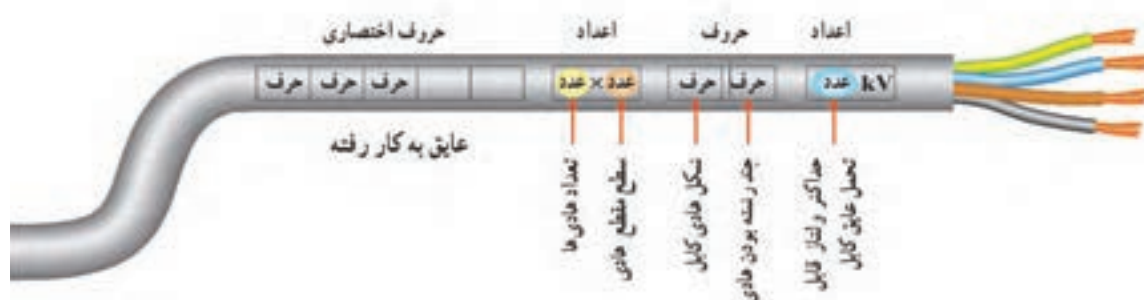 حروف اختصاری
اعداد
حروف
اعداد
حرف حرف حرف
عدد × عدد
حرف حرف
عدد kV
عایق به کار رفته
تعداد هادی‌ها
سطح مقطع هادی
شکل هادی کابل
چند رشته بودن هادی
حداکثر ولتاژ قابل
تحمل عایق کابل